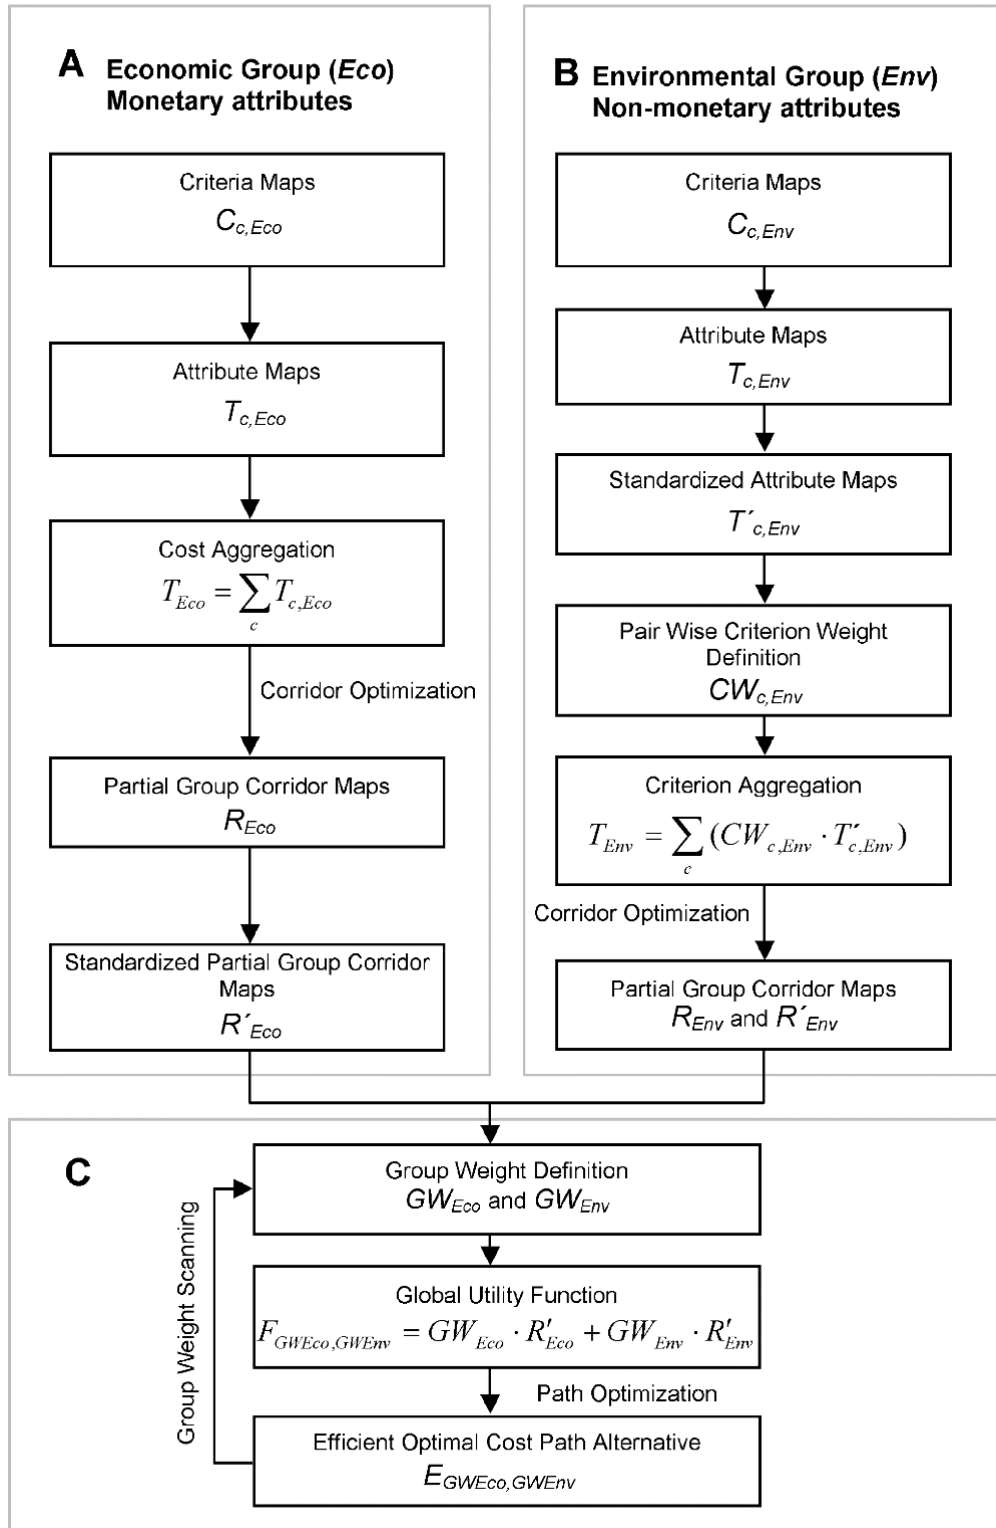 A Economic Group (Eco)
Monetary attributes
Criteria Maps
C_c,Eco
Attribute Maps
T_c,Eco
Cost Aggregation
T_Eco = ∑_c T_c,Eco
Corridor Optimization
Partial Group Corridor Maps
R_Eco
Standardized Partial Group Corridor
Maps
R´_Eco
B Environmental Group (Env)
Non-monetary attributes
Criteria Maps
C_c,Env
Attribute Maps
T_c,Env
Standardized Attribute Maps
T´_c,Env
Pair Wise Criterion Weight
Definition
CW_c,Env
Criterion Aggregation
T_Env = ∑_c (CW_c,Env · T´_c,Env)
Corridor Optimization
Partial Group Corridor Maps
R_Env and R´_Env
C
Group Weight Definition
GW_Eco and GW_Env
Group Weight Scanning
Global Utility Function
F_GWEco,GWEnv = GW_Eco · R′_Eco + GW_Env · R′_Env
Path Optimization
Efficient Optimal Cost Path Alternative
E_GWEco,GWEnv